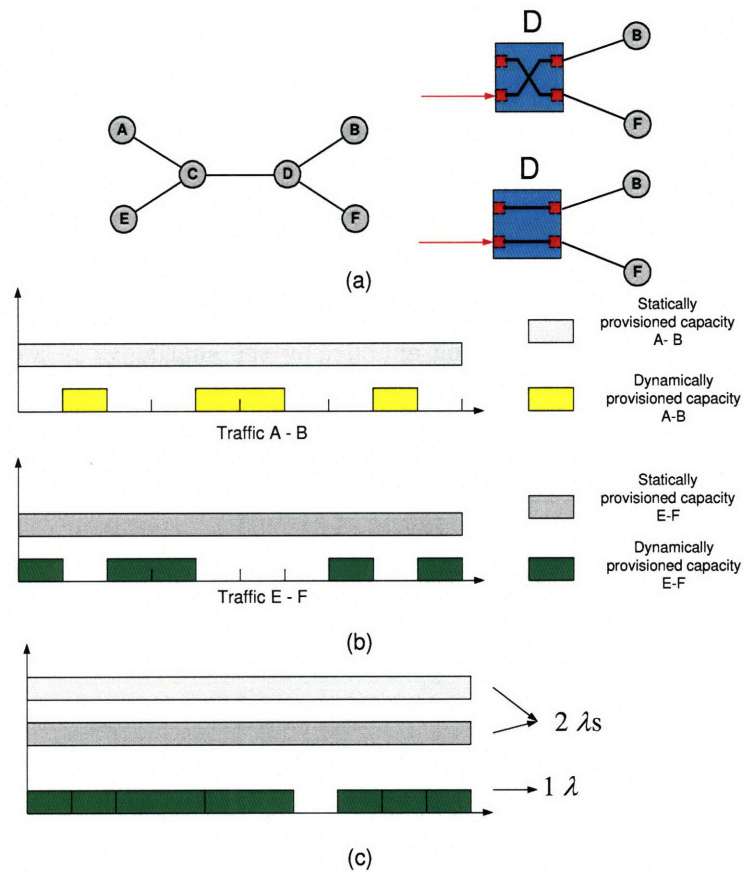 D
B
F
A
B
C
D
E
F
D
B
F
(a)
Statically
provisioned capacity
A- B
Dynamically
provisioned capacity
A-B
Traffic A - B
Statically
provisioned capacity
E-F
Dynamically
provisioned capacity
E-F
Traffic E - F
(b)
2 λs
1 λ
(c)